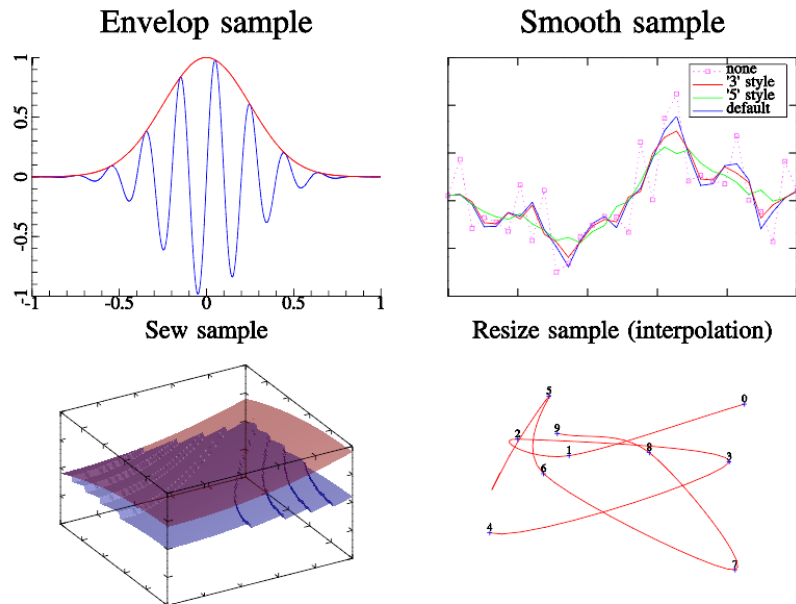 Envelop sample
Smooth sample
1
0.5
0
-0.5
-1
-1
-0.5
0
0.5
1
none
'3' style
'5' style
default
Sew sample
Resize sample (interpolation)
5
0
2
9
1
8
3
6
4
7